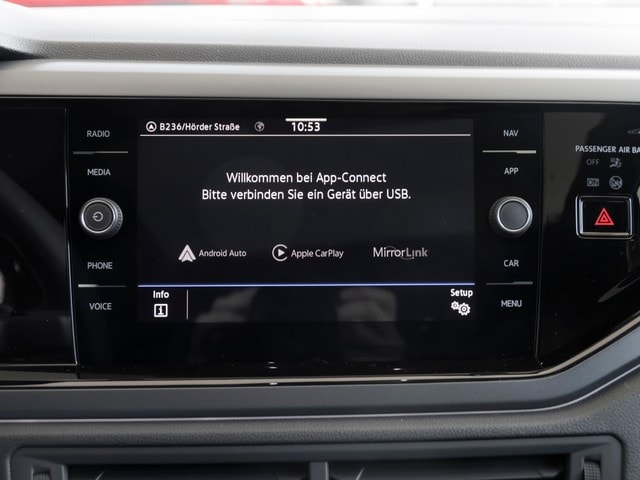 RADIO
MEDIA
PHONE
VOICE
B236/Hörder Straße 10:53
Willkommen bei App-Connect
Bitte verbinden Sie ein Gerät über USB.
Android Auto Apple CarPlay MirrorLink
Info Setup
NAV
APP
CAR
MENU
PASSENGER AIR BA
OFF